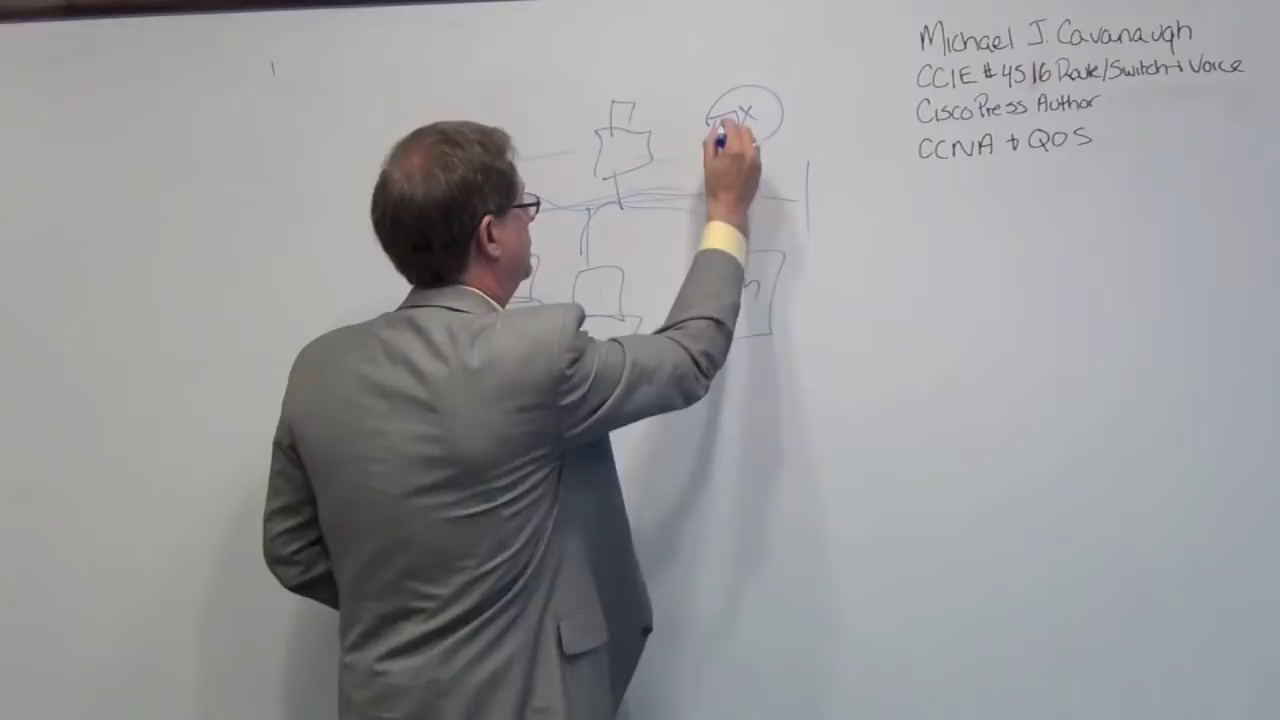 Michael J. Cavanaugh
CCIE # 4516 Route/Switch + Voice
Cisco Press Author
CCNA + QOS
X